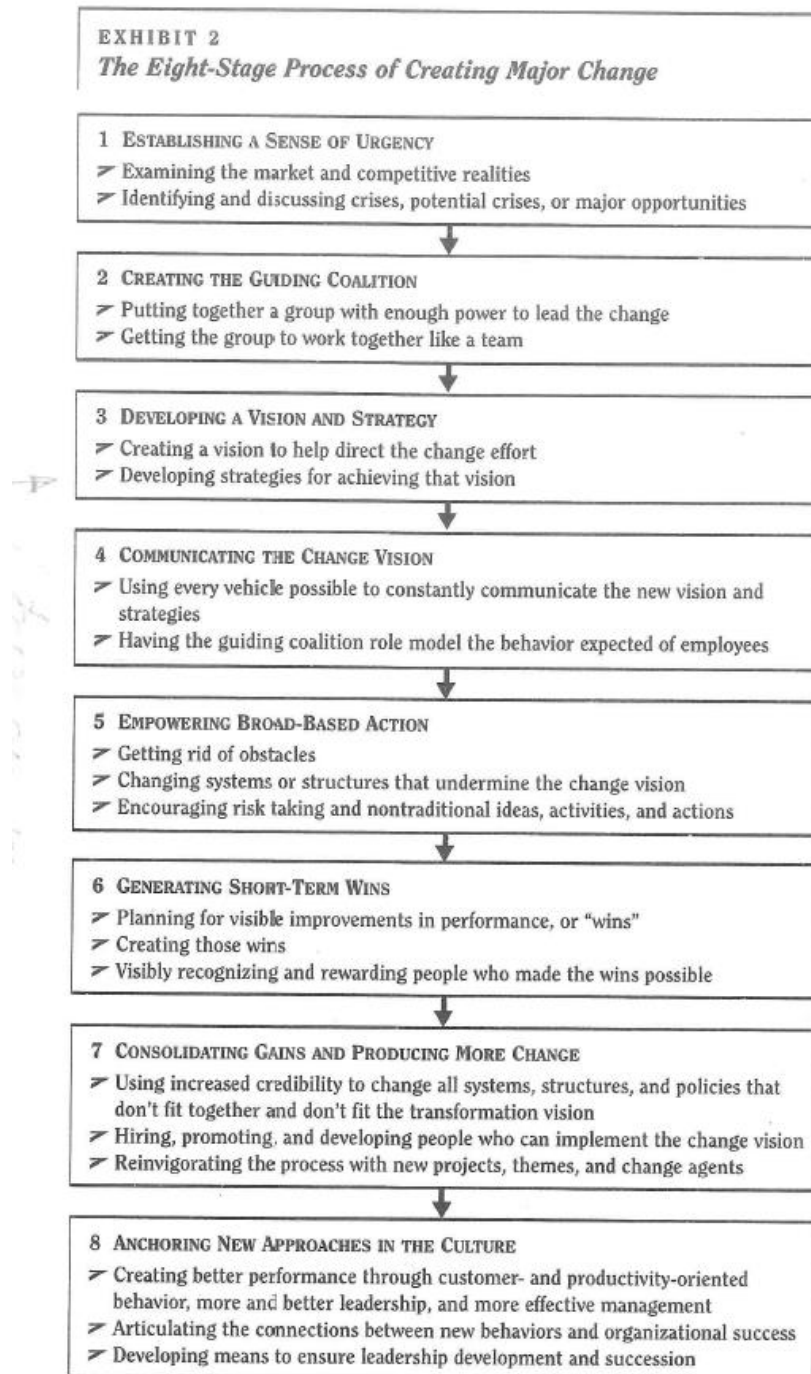 EXHIBIT 2
The Eight-Stage Process of Creating Major Change
1 ESTABLISHING A SENSE OF URGENCY
➣ Examining the market and competitive realities
➣ Identifying and discussing crises, potential crises, or major opportunities
2 CREATING THE GUIDING COALITION
➣ Putting together a group with enough power to lead the change
➣ Getting the group to work together like a team
3 DEVELOPING A VISION AND STRATEGY
➣ Creating a vision to help direct the change effort
➣ Developing strategies for achieving that vision
4 COMMUNICATING THE CHANGE VISION
➣ Using every vehicle possible to constantly communicate the new vision and
strategies
➣ Having the guiding coalition role model the behavior expected of employees
5 EMPOWERING BROAD-BASED ACTION
➣ Getting rid of obstacles
➣ Changing systems or structures that undermine the change vision
➣ Encouraging risk taking and nontraditional ideas, activities, and actions
6 GENERATING SHORT-TERM WINS
➣ Planning for visible improvements in performance, or “wins”
➣ Creating those wins
➣ Visibly recognizing and rewarding people who made the wins possible
7 CONSOLIDATING GAINS AND PRODUCING MORE CHANGE
➣ Using increased credibility to change all systems, structures, and policies that
don't fit together and don't fit the transformation vision
➣ Hiring, promoting, and developing people who can implement the change vision
➣ Reinvigorating the process with new projects, themes, and change agents
8 ANCHORING NEW APPROACHES IN THE CULTURE
➣ Creating better performance through customer- and productivity-oriented
behavior, more and better leadership, and more effective management
➣ Articulating the connections between new behaviors and organizational success
➣ Developing means to ensure leadership development and succession